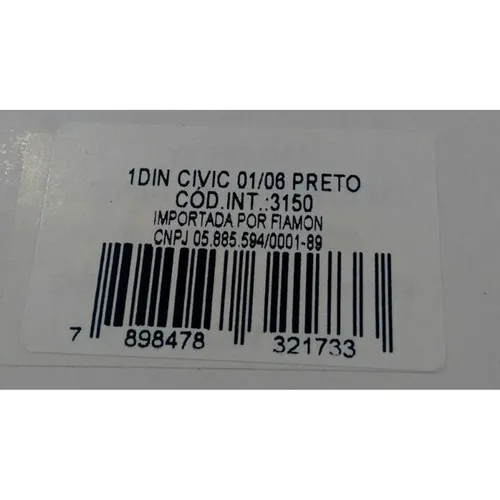 1DIN CIVIC 01/06 PRETO
CÓD.INT.:3150
IMPORTADA POR FIAMON
CNPJ 05.885.594/0001-89
7 898478 321733